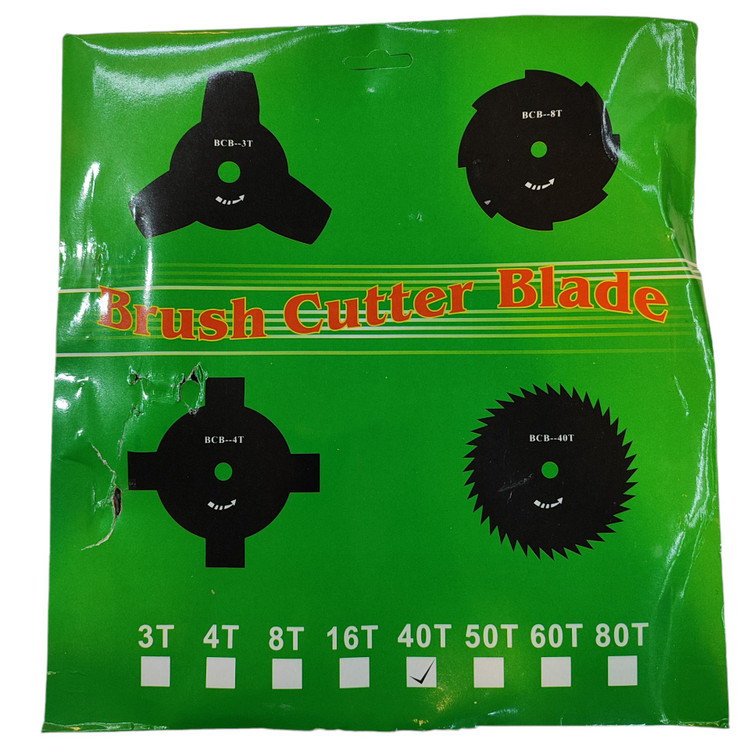 BCB--3T
BCB--8T
Brush Cutter Blade
BCB--4T
BCB--40T
3T 4T 8T 16T 40T 50T 60T 80T